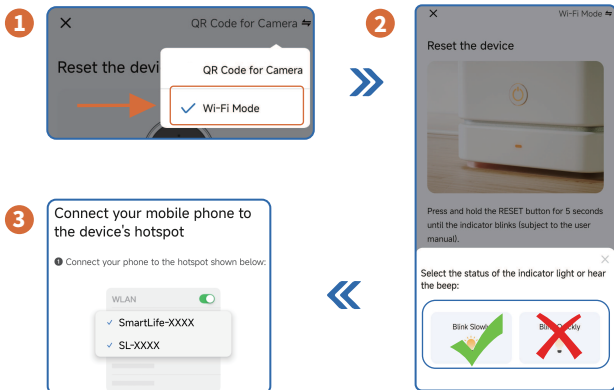 1
QR Code for Camera
Reset the devi
QR Code for Camera
Wi-Fi Mode
2
Wi-Fi Mode
Reset the device
Press and hold the RESET button for 5 seconds
until the indicator blinks (subject to the user
manual).
Select the status of the indicator light or hear
the beep:
Blink Slowly
3
Connect your mobile phone to
the device's hotspot
1 Connect your phone to the hotspot shown below:
WLAN
SmartLife-XXXX
SL-XXXX